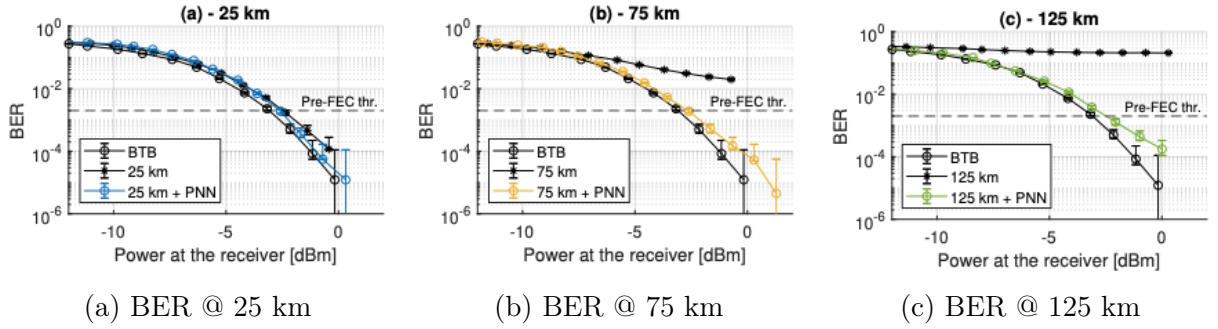 (a) - 25 km
10^0
10^-2
10^-4
10^-6
BER
Pre-FEC thr.
BTB
25 km
25 km + PNN
-10
-5
0
Power at the receiver [dBm]
(b) - 75 km
10^0
10^-2
10^-4
10^-6
BER
Pre-FEC thr.
BTB
75 km
75 km + PNN
-10
-5
0
Power at the receiver [dBm]
(c) - 125 km
10^0
10^-2
10^-4
10^-6
BER
Pre-FEC thr.
BTB
125 km
125 km + PNN
-10
-5
0
Power at the receiver [dBm]
(a) BER @ 25 km
(b) BER @ 75 km
(c) BER @ 125 km